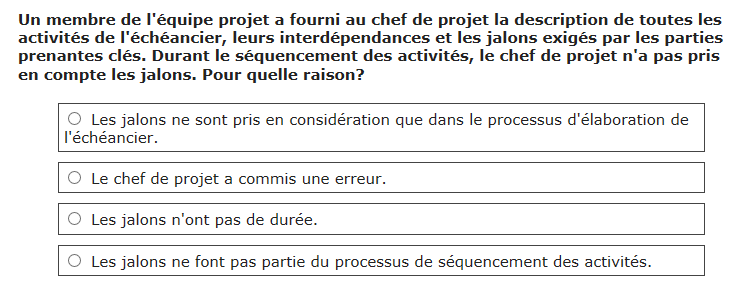 Un membre de l'équipe projet a fourni au chef de projet la description de toutes les
activités de l'échéancier, leurs interdépendances et les jalons exigés par les parties
prenantes clés. Durant le séquencement des activités, le chef de projet n'a pas pris
en compte les jalons. Pour quelle raison?
Les jalons ne sont pris en considération que dans le processus d'élaboration de
l'échéancier.
Le chef de projet a commis une erreur.
Les jalons n'ont pas de durée.
Les jalons ne font pas partie du processus de séquencement des activités.